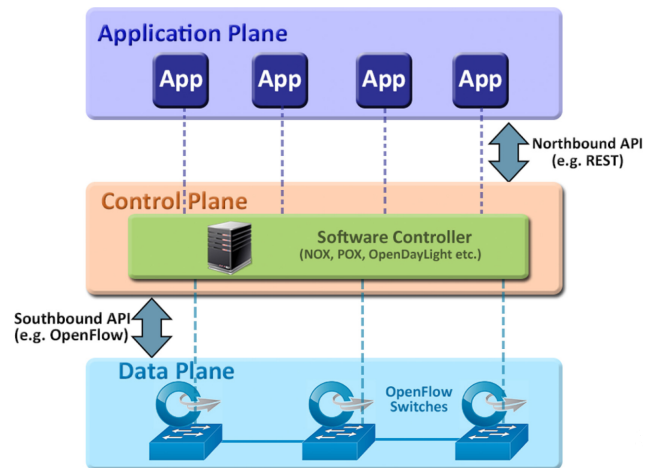 Application Plane
App App App App
Northbound API
(e.g. REST)
Control Plane
Software Controller
(NOX, POX, OpenDayLight etc.)
Southbound API
(e.g. OpenFlow)
Data Plane
OpenFlow
Switches